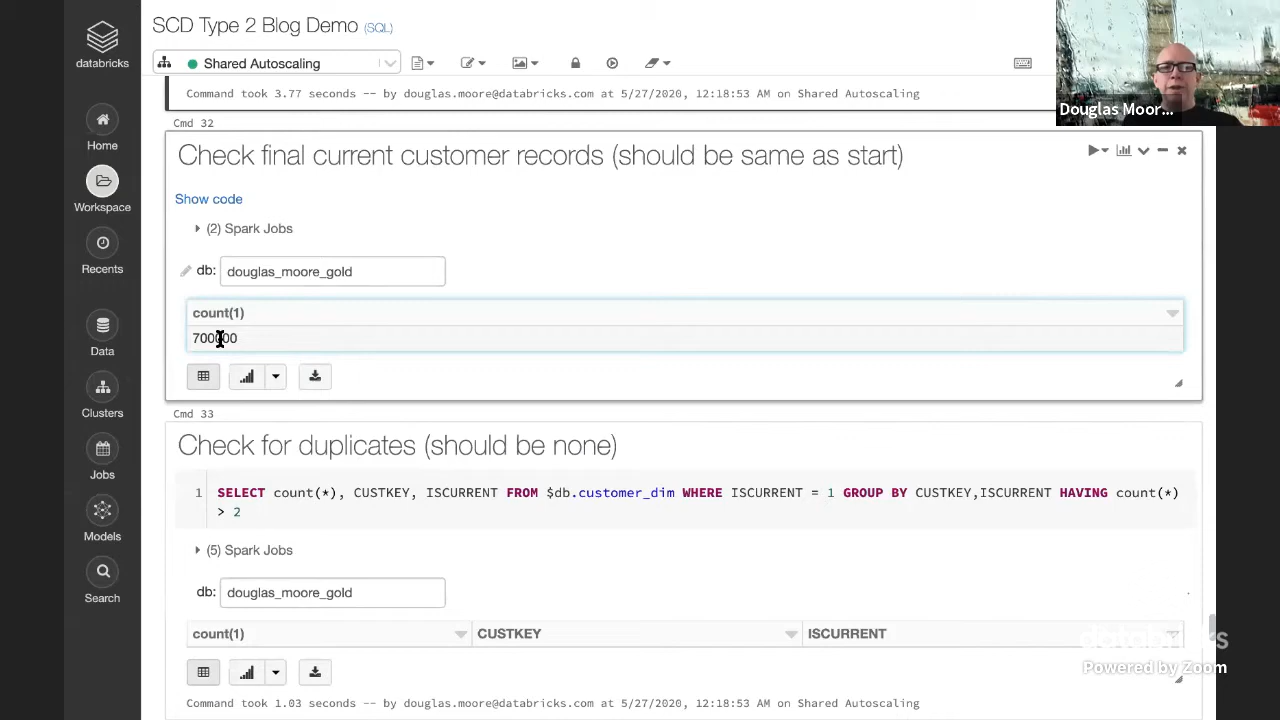 databricks
Home
Workspace
Recents
Data
Clusters
Jobs
Models
Search
SCD Type 2 Blog Demo (SQL)
Shared Autoscaling
Douglas Moor...
Command took 3.77 seconds -- by douglas.moore@databricks.com at 5/27/2020, 12:18:53 AM on Shared Autoscaling
Cmd 32
Check final current customer records (should be same as start)
Show code
(2) Spark Jobs
db: douglas_moore_gold
count(1)
700000
Cmd 33
Check for duplicates (should be none)
1 SELECT count(*), CUSTKEY, ISCURRENT FROM $db.customer_dim WHERE ISCURRENT = 1 GROUP BY CUSTKEY,ISCURRENT HAVING count(*)
> 2
(5) Spark Jobs
db: douglas_moore_gold
count(1) CUSTKEY ISCURRENT
databricks
Powered by Zoom
Command took 1.03 seconds -- by douglas.moore@databricks.com at 5/27/2020, 12:18:53 AM on Shared Autoscaling